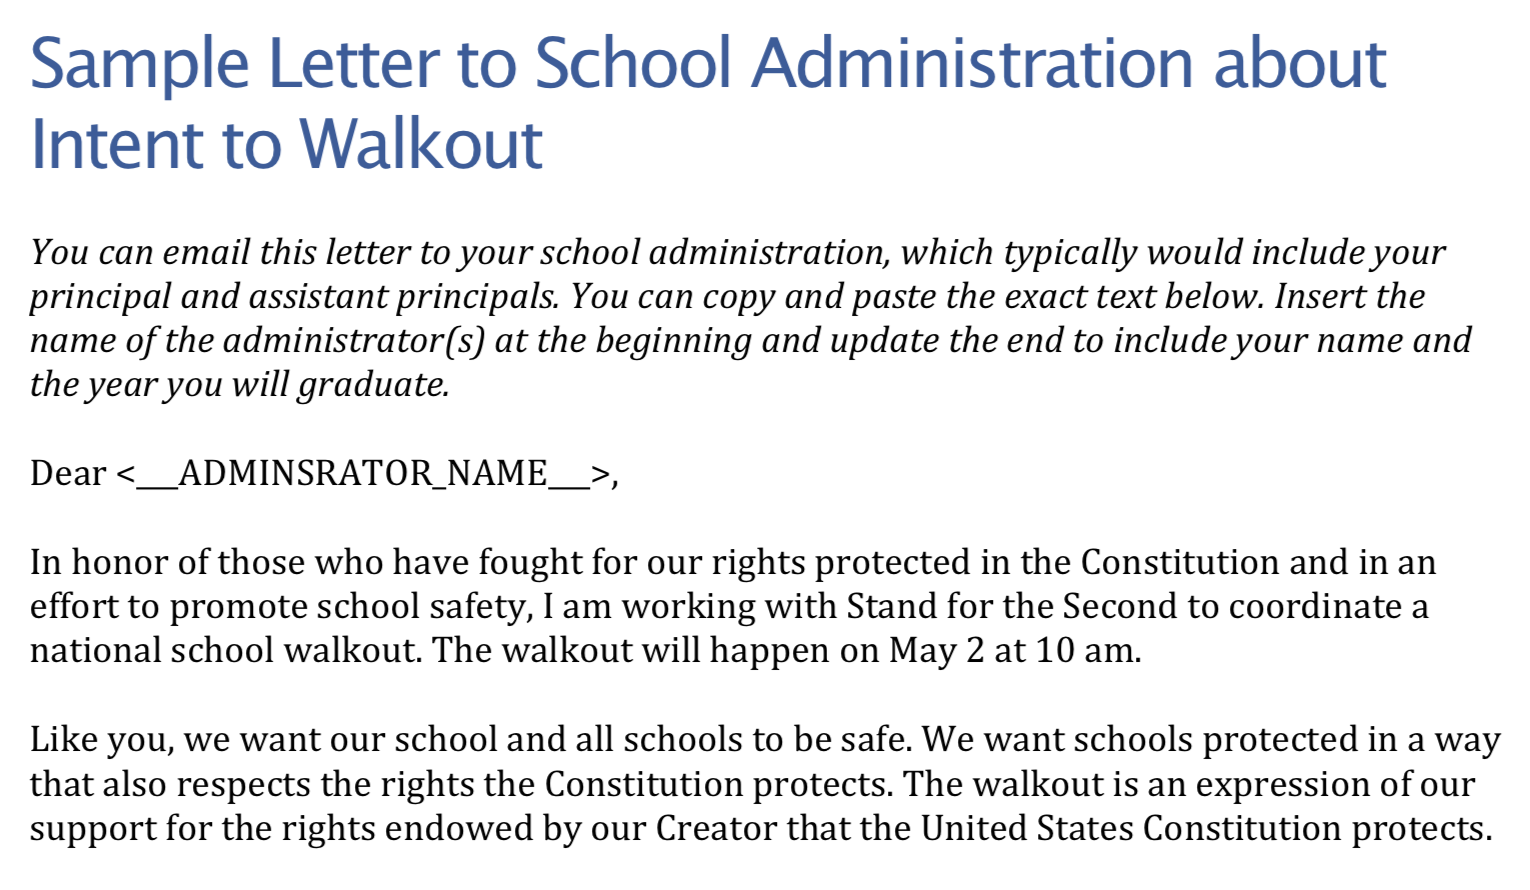 Sample Letter to School Administration about
Intent to Walkout
You can email this letter to your school administration, which typically would include your
principal and assistant principals. You can copy and paste the exact text below. Insert the
name of the administrator(s) at the beginning and update the end to include your name and
the year you will graduate.
Dear <___ADMINSRATOR_NAME___>,
In honor of those who have fought for our rights protected in the Constitution and in an
effort to promote school safety, I am working with Stand for the Second to coordinate a
national school walkout. The walkout will happen on May 2 at 10 am.
Like you, we want our school and all schools to be safe. We want schools protected in a way
that also respects the rights the Constitution protects. The walkout is an expression of our
support for the rights endowed by our Creator that the United States Constitution protects.